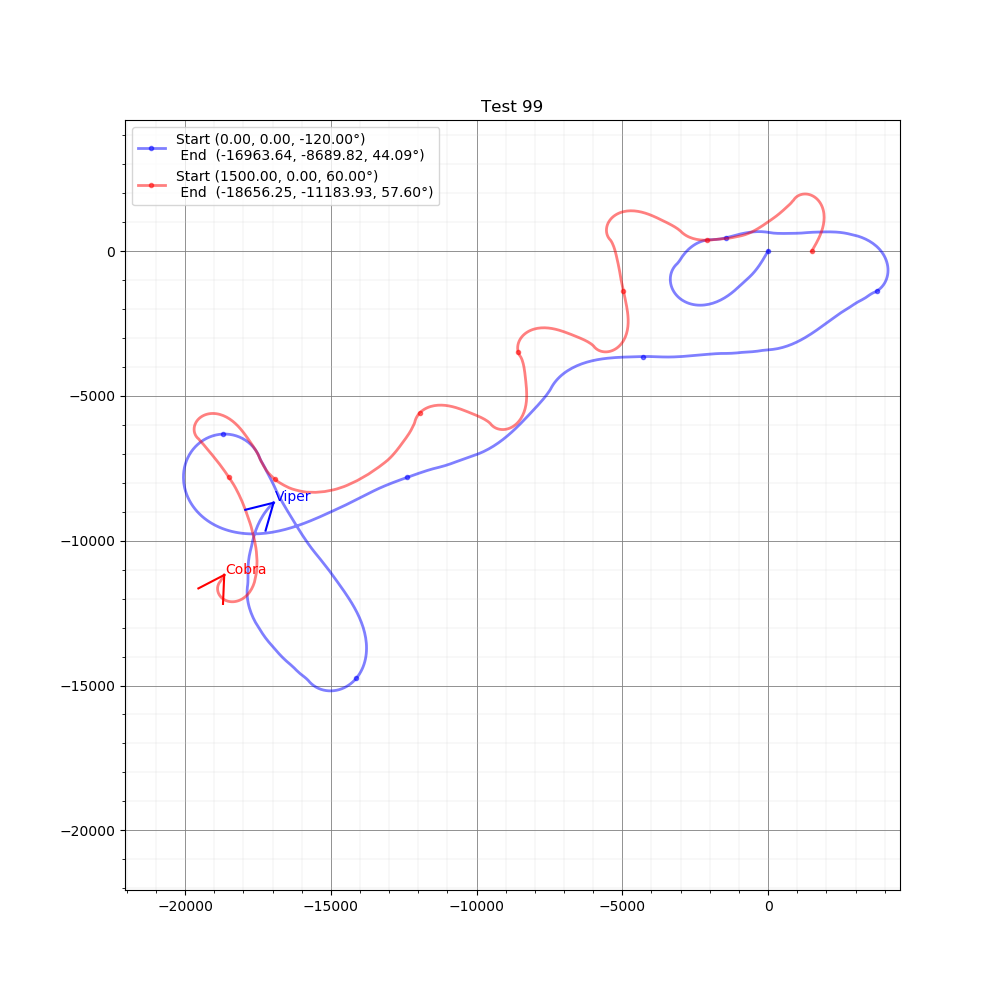 Test 99
Start (0.00, 0.00, -120.00°)
End (-16963.64, -8689.82, 44.09°)
Start (1500.00, 0.00, 60.00°)
End (-18656.25, -11183.93, 57.60°)
0
−5000
−10000
−15000
−20000
Viper
Cobra
−20000 −15000 −10000 −5000 0